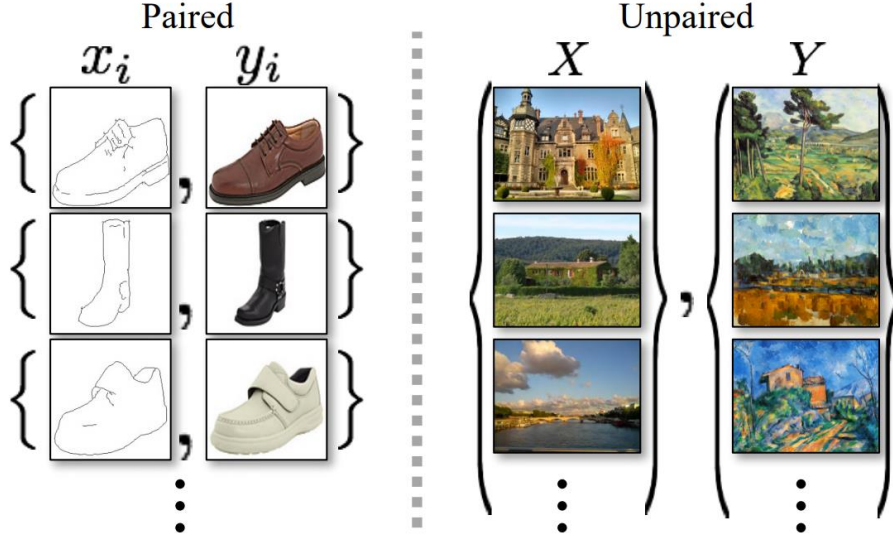 Paired
x_i y_i
{ , }
{ , }
{ , }
⋮
Unpaired
X Y
{ } , { }
⋮ ⋮